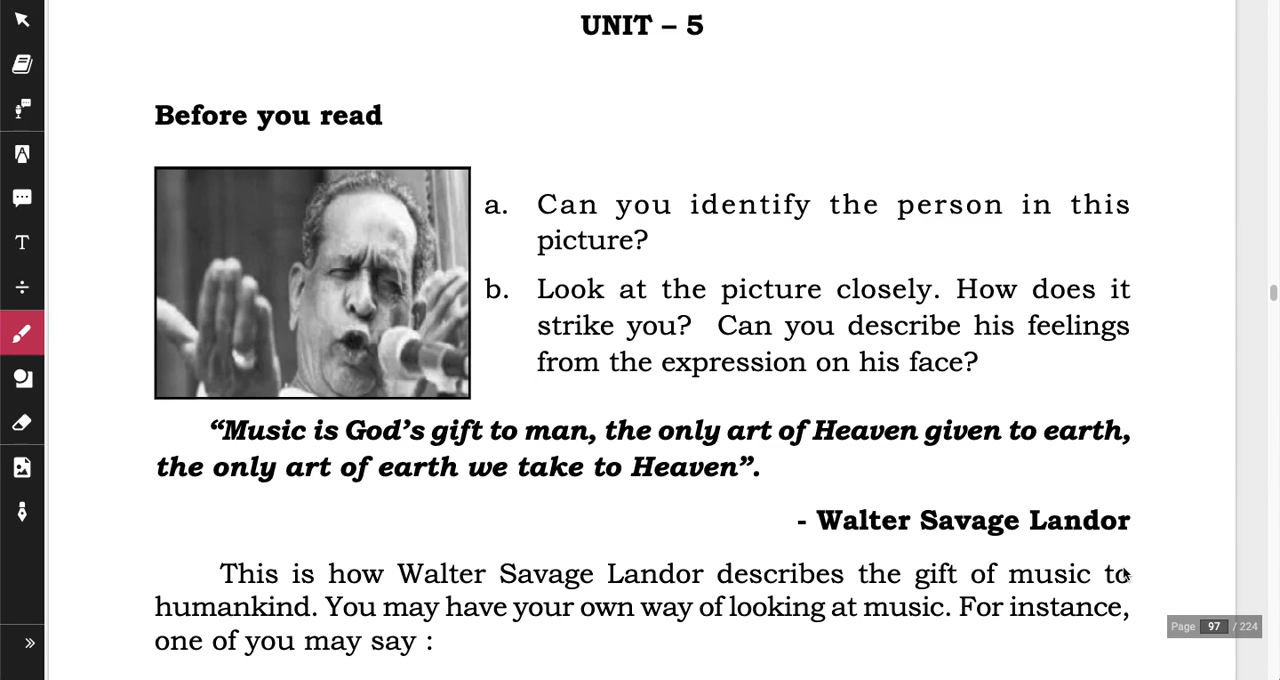 UNIT – 5
Before you read
a. Can you identify the person in this
picture?
b. Look at the picture closely. How does it
strike you? Can you describe his feelings
from the expression on his face?
“Music is God’s gift to man, the only art of Heaven given to earth,
the only art of earth we take to Heaven”.
- Walter Savage Landor
This is how Walter Savage Landor describes the gift of music to
humankind. You may have your own way of looking at music. For instance,
one of you may say :
Page 97 / 224